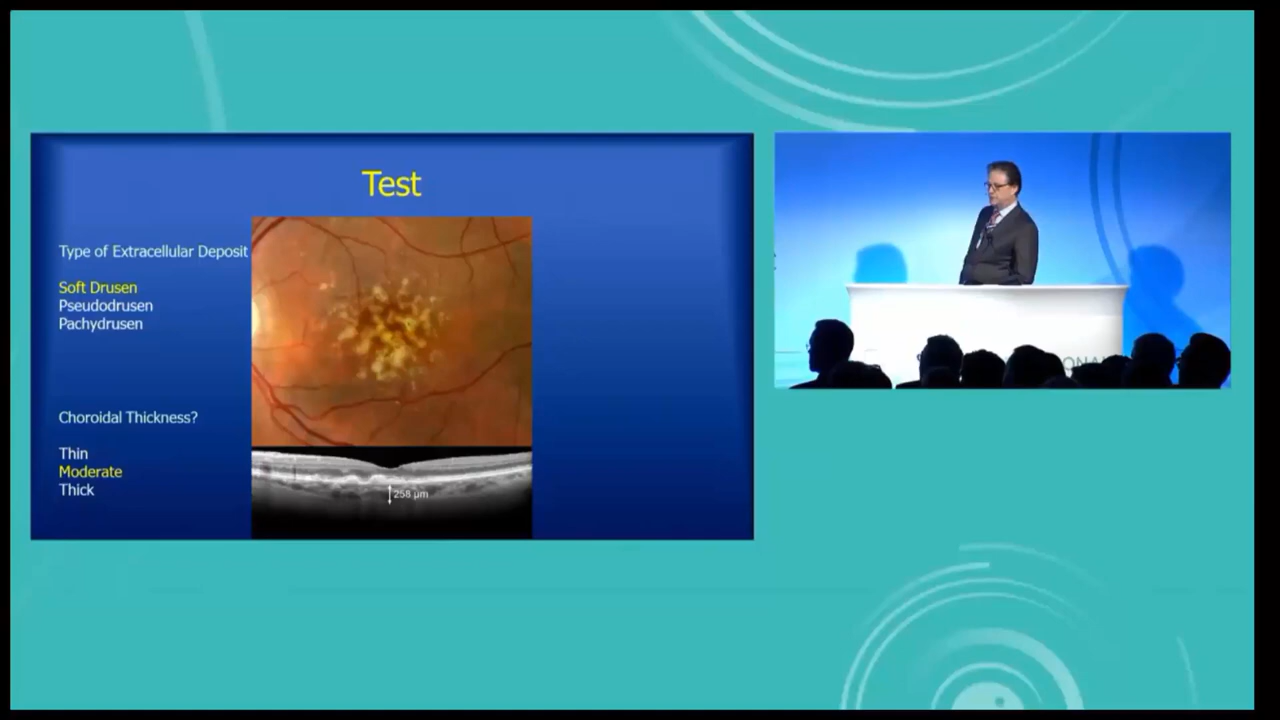 Test
Type of Extracellular Deposit
Soft Drusen
Pseudodrusen
Pachydrusen
Choroidal Thickness?
Thin
Moderate
Thick
258 µm